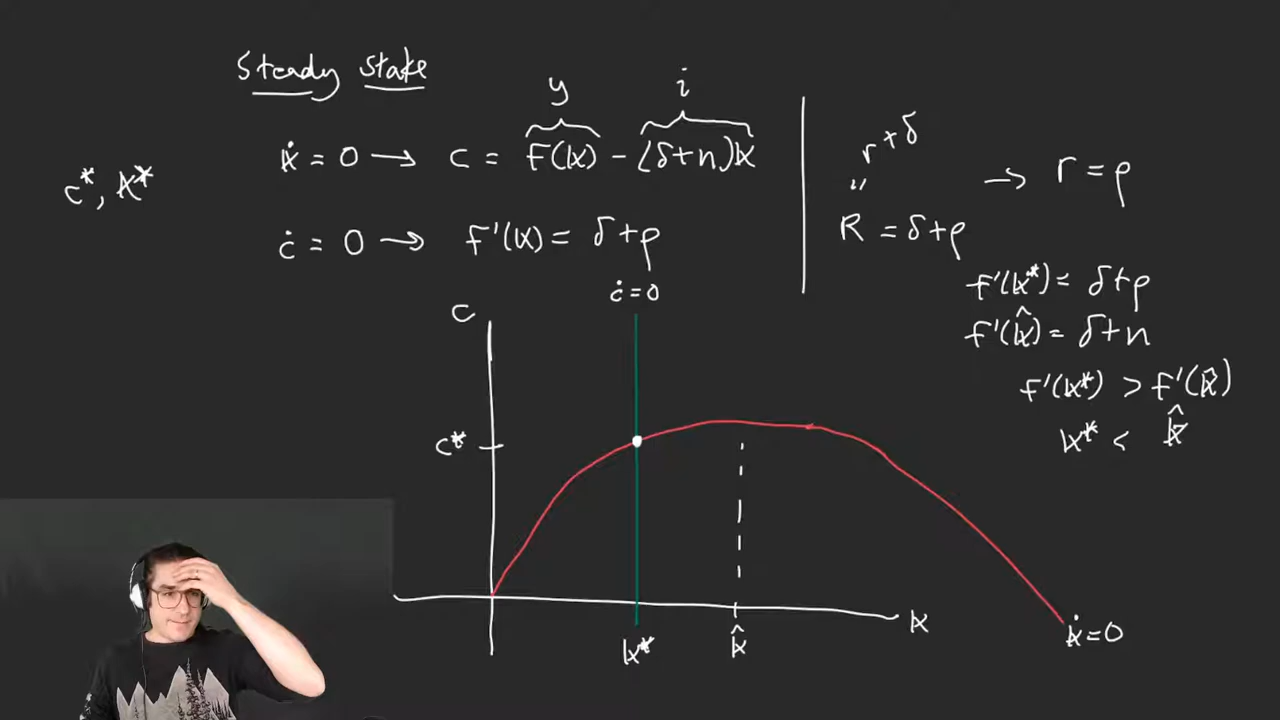 Steady State
y i
k̇ = 0 → c = f(k) − (δ+n)k
c*, k*
ċ = 0 → f'(k) = δ+ρ
r+δ
"
R = δ+ρ
→ r = ρ
f'(k*) = δ+ρ
f'(k̂) = δ+n
f'(k*) > f'(k̂)
k* < k̂
ċ=0
c
c*
k
k* k̂
k̇=0